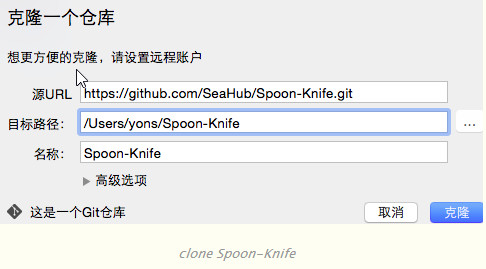 克隆一个仓库
想更方便的克隆，请设置远程账户
源URL https://github.com/SeaHub/Spoon-Knife.git
目标路径： /Users/yons/Spoon-Knife ...
名称： Spoon-Knife
高级选项
这是一个Git仓库 取消 克隆
clone Spoon-Knife